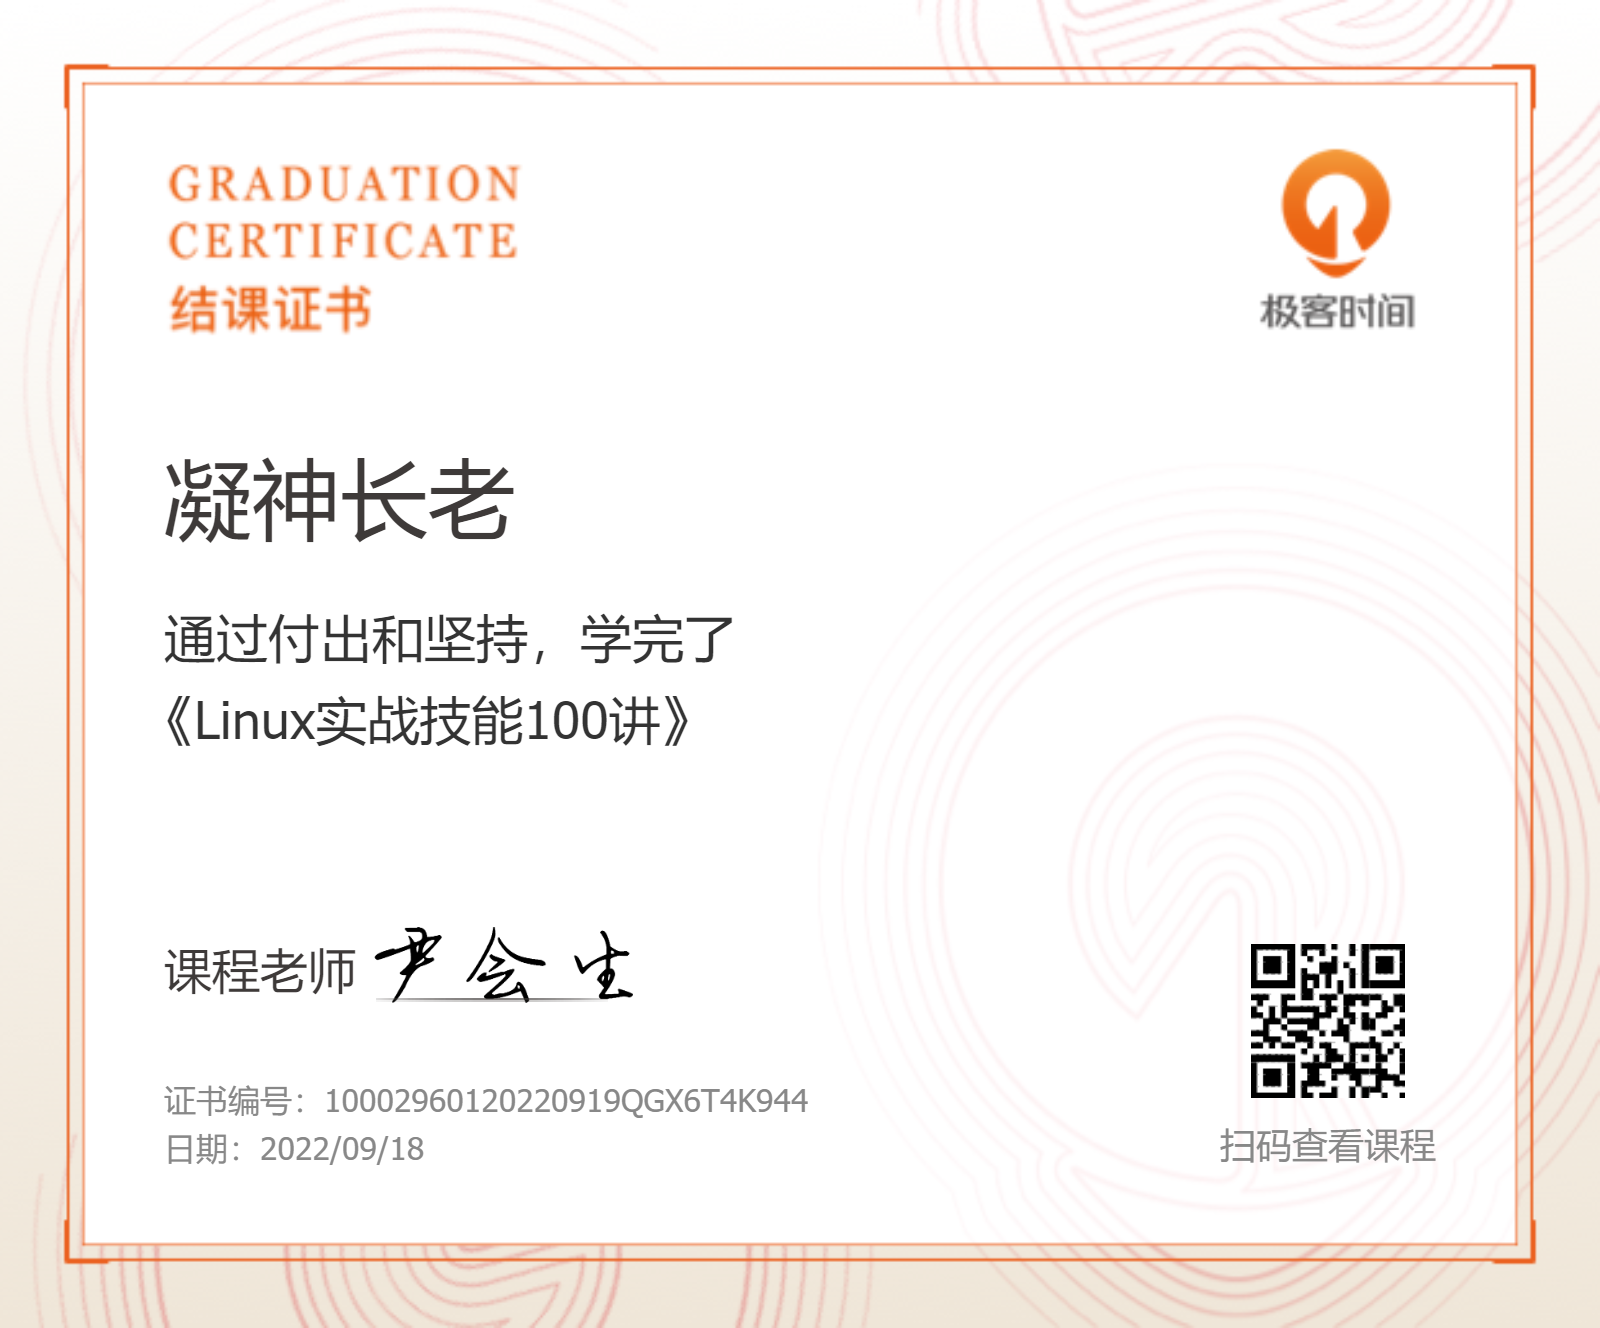 GRADUATION
CERTIFICATE
结课证书
极客时间
凝神长老
通过付出和坚持，学完了
《Linux实战技能100讲》
课程老师 尹会生
证书编号：10002960120220919QGX6T4K944
日期：2022/09/18
扫码查看课程